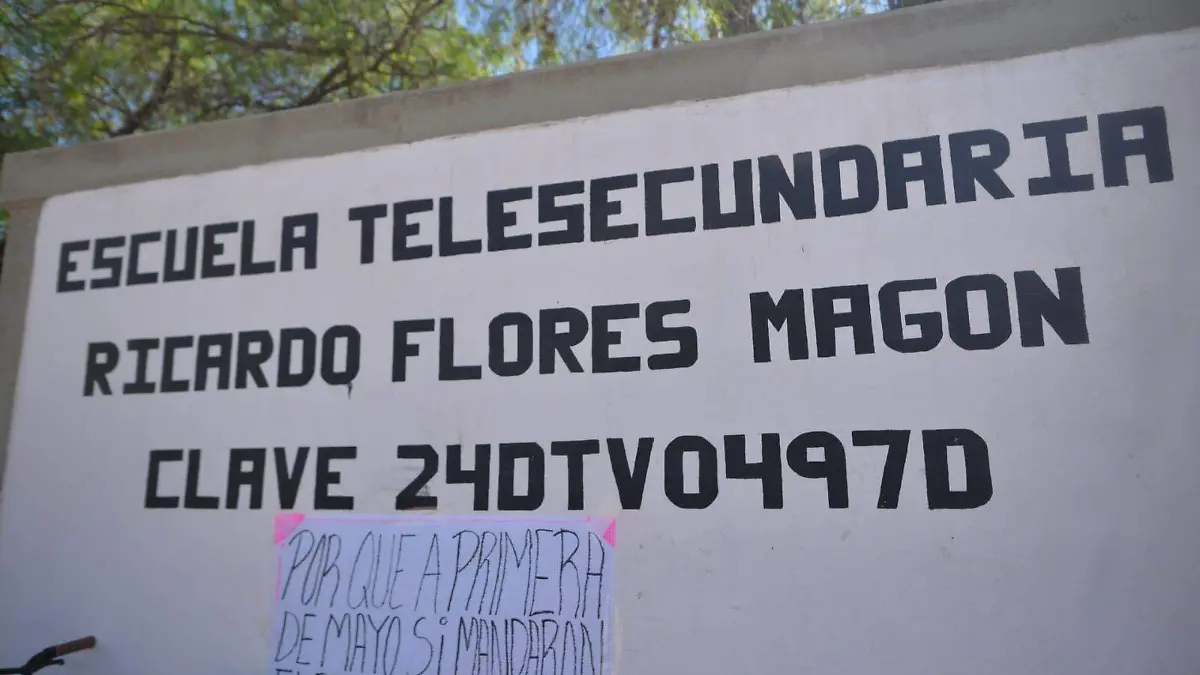 ESCUELA TELESECUNDARIA
RICARDO FLORES MAGON
CLAVE 24DTV0497D
POR QUE A PRIMERA
DE MAYO Si MANDARON